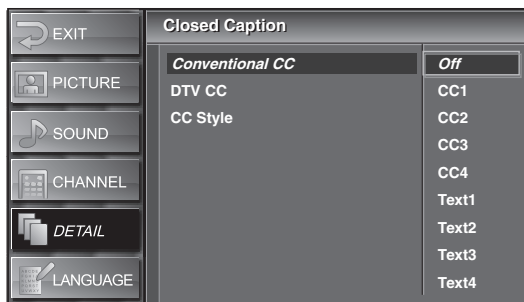 EXIT
PICTURE
SOUND
CHANNEL
DETAIL
LANGUAGE
Closed Caption
Conventional CC
DTV CC
CC Style
Off
CC1
CC2
CC3
CC4
Text1
Text2
Text3
Text4